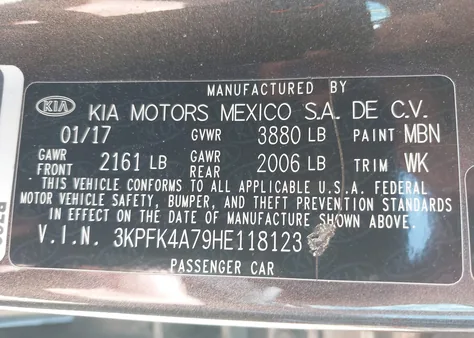 MANUFACTURED BY
KIA KIA MOTORS MEXICO S.A. DE C.V.
01/17 GVWR 3880 LB PAINT MBN
GAWR FRONT 2161 LB GAWR REAR 2006 LB TRIM WK
THIS VEHICLE CONFORMS TO ALL APPLICABLE U.S.A. FEDERAL
MOTOR VEHICLE SAFETY, BUMPER, AND THEFT PREVENTION STANDARDS
IN EFFECT ON THE DATE OF MANUFACTURE SHOWN ABOVE.
V.I.N. 3KPFK4A79HE118123
PASSENGER CAR